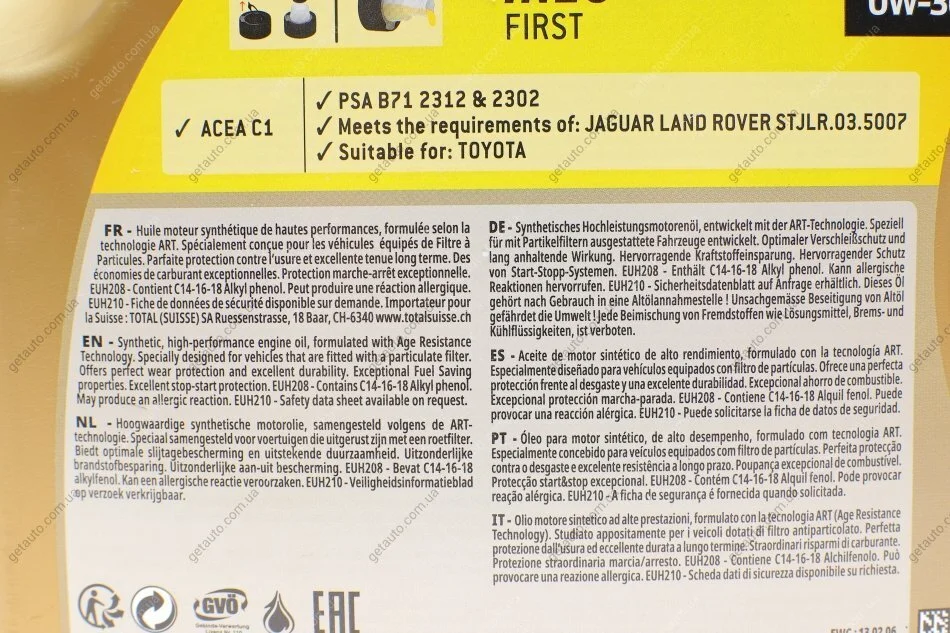 FIRST
0W-3
✓ ACEA C1
✓ PSA B71 2312 & 2302
✓ Meets the requirements of: JAGUAR LAND ROVER STJLR.03.5007
✓ Suitable for: TOYOTA
FR - Huile moteur synthétique de hautes performances, formulée selon la
technologie ART. Spécialement conçue pour les véhicules équipés de Filtre à
Particules. Parfaite protection contre l'usure et excellente tenue long terme. Des
économies de carburant exceptionnelles. Protection marche-arrêt exceptionnelle.
EUH208 - Contient C14-16-18 Alkyl phenol. Peut produire une réaction allergique.
EUH210 - Fiche de données de sécurité disponible sur demande. Importateur pour
la Suisse : TOTAL (SUISSE) SA Ruessenstrasse, 18 Baar, CH-6340 www.totalsuisse.ch
EN - Synthetic, high-performance engine oil, formulated with Age Resistance
Technology. Specially designed for vehicles that are fitted with a particulate filter.
Offers perfect wear protection and excellent durability. Exceptional Fuel Saving
properties. Excellent stop-start protection. EUH208 - Contains C14-16-18 Alkyl phenol.
May produce an allergic reaction. EUH210 - Safety data sheet available on request.
NL - Hoogwaardige synthetische motorolie, samengesteld volgens de ART-
technologie. Speciaal samengesteld voor voertuigen die uitgerust zijn met een roetfilter.
Biedt optimale slijtagebescherming en uitstekende duurzaamheid. Uitzonderlijke
brandstofbesparing. Uitzonderlijke aan-uit bescherming. EUH208 - Bevat C14-16-18
alkylfenol. Kan een allergische reactie veroorzaken. EUH210 - Veiligheidsinformatieblad
op verzoek verkrijgbaar.
DE - Synthetisches Hochleistungsmotorenöl, entwickelt mit der ART-Technologie. Speziell
für mit Partikelfiltern ausgestattete Fahrzeuge entwickelt. Optimaler Verschleißschutz und
lang anhaltende Wirkung. Hervorragende Kraftstoffeinsparung. Hervorragender Schutz
von Start-Stopp-Systemen. EUH208 - Enthält C14-16-18 Alkyl phenol. Kann allergische
Reaktionen hervorrufen. EUH210 - Sicherheitsdatenblatt auf Anfrage erhältlich. Dieses Öl
gehört nach Gebrauch in eine Altölannahmestelle ! Unsachgemässe Beseitigung von Altöl
gefährdet die Umwelt ! Jede Beimischung von Fremdstoffen wie Lösungsmittel, Brems- und
Kühlflüssigkeiten, ist verboten.
ES - Aceite de motor sintético de alto rendimiento, formulado con la tecnología ART.
Especialmente diseñado para vehículos equipados con filtro de partículas. Ofrece una perfecta
protección frente al desgaste y una excelente durabilidad. Excepcional ahorro de combustible.
Excepcional protección marcha-parada. EUH208 - Contiene C14-16-18 Alquil fenol. Puede
provocar una reacción alérgica. EUH210 - Puede solicitarse la ficha de datos de seguridad.
PT - Óleo para motor sintético, de alto desempenho, formulado com tecnologia ART.
Especialmente concebido para veículos equipados com filtro de partículas. Perfeita protecção
contra o desgaste e excelente resistência a longo prazo. Poupança excepcional de combustível.
Protecção start&stop excepcional. EUH208 - Contém C14-16-18 Alquil fenol. Pode provocar
reação alérgica. EUH210 - A ficha de segurança é fornecida quando solicitada.
IT - Olio motore sintetico ad alte prestazioni, formulato con la tecnologia ART (Age Resistance
Technology). Studiato appositamente per i veicoli dotati di filtro antiparticolato. Perfetta
protezione dall'usura ed eccellente durata a lungo termine. Straordinari risparmi di carburante.
Protezione straordinaria marcia/arresto. EUH208 - Contiene C14-16-18 Alchilfenolo. Può
provocare una reazione allergica. EUH210 - Scheda dati di sicurezza disponibile su richiesta.
GVÖ
Gebinde-Verwertung
EAC
EWC : 13.02.06
getauto.com.ua